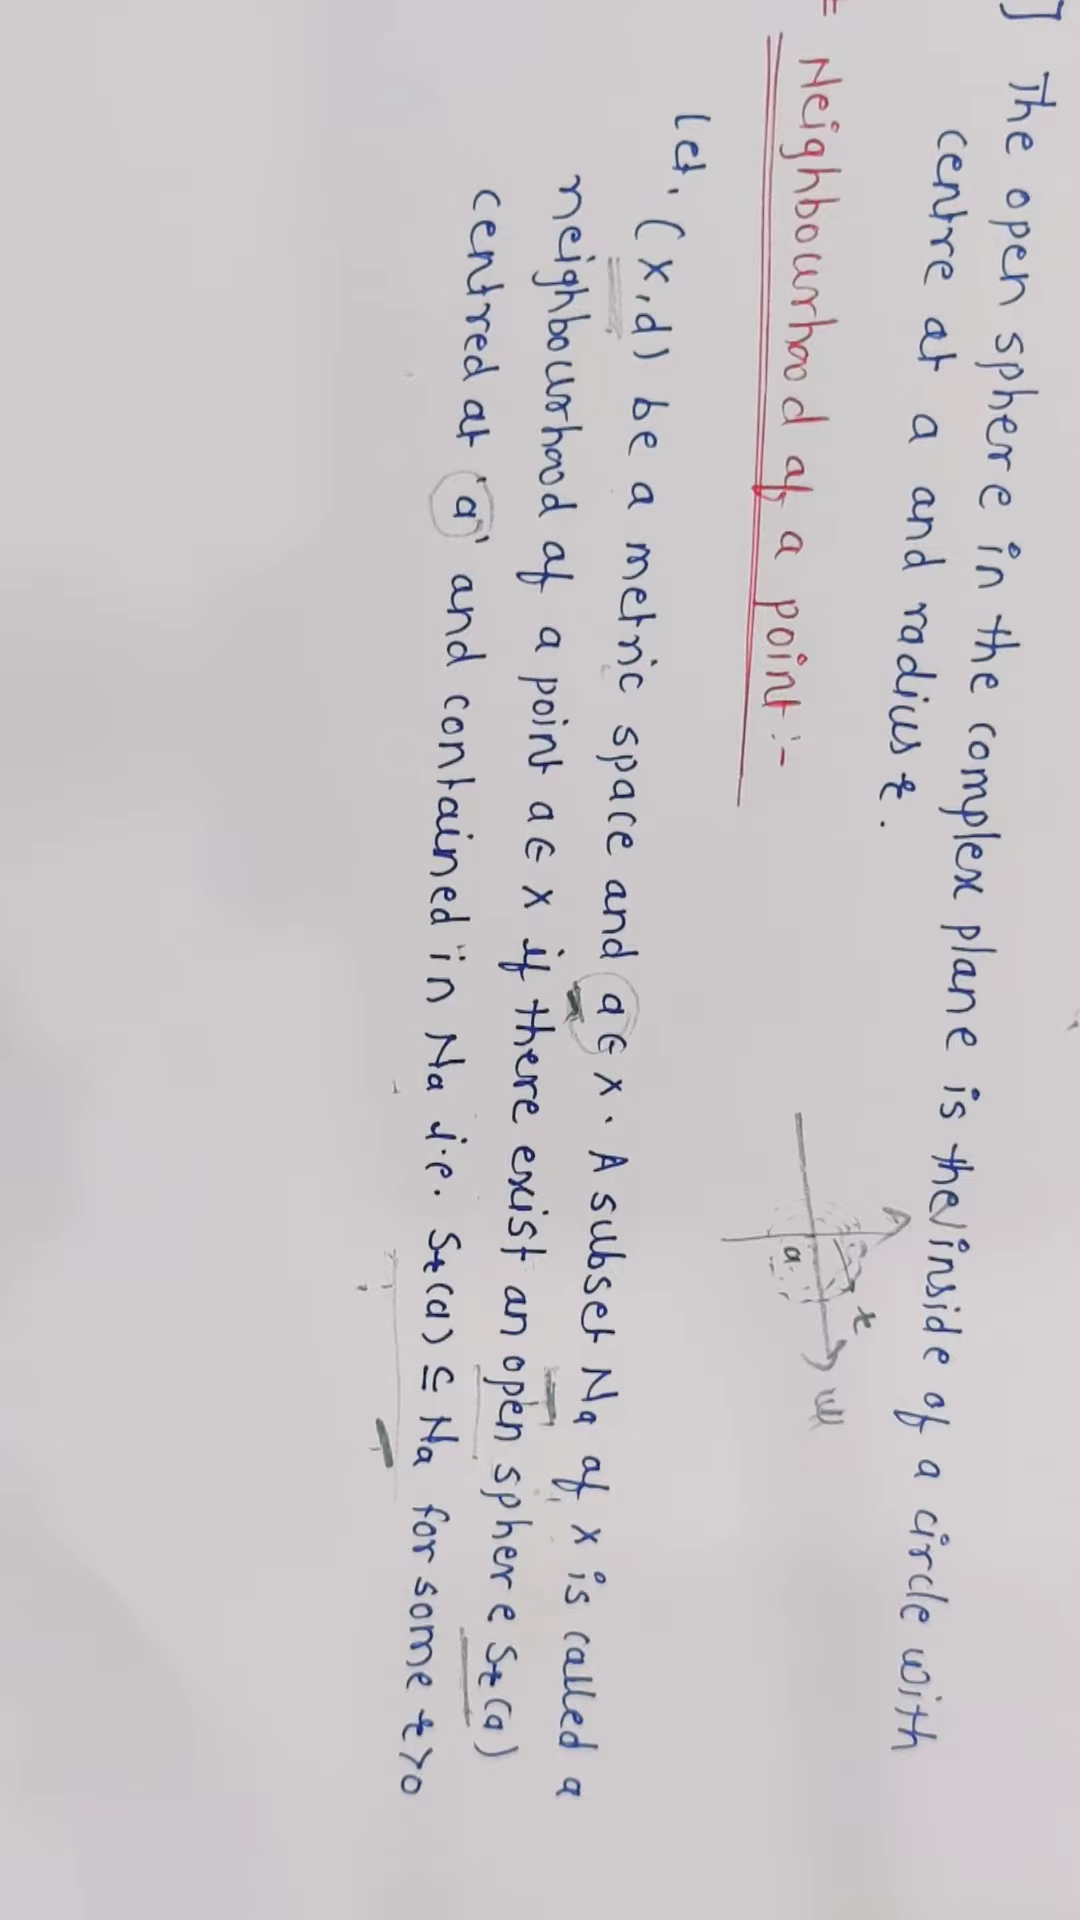 ] The open sphere in the complex plane is the inside of a circle with
centre at a and radius r.
= Neighbourhood of a point :-
Let, (X,d) be a metric space and a ∈ X. A subset Na of X is called a
neighbourhood of a point a ∈ X if there exist an open sphere Sr(a)
centred at 'a' and contained in Na i.e. Sr(a) ⊆ Na for some r>0
a
r